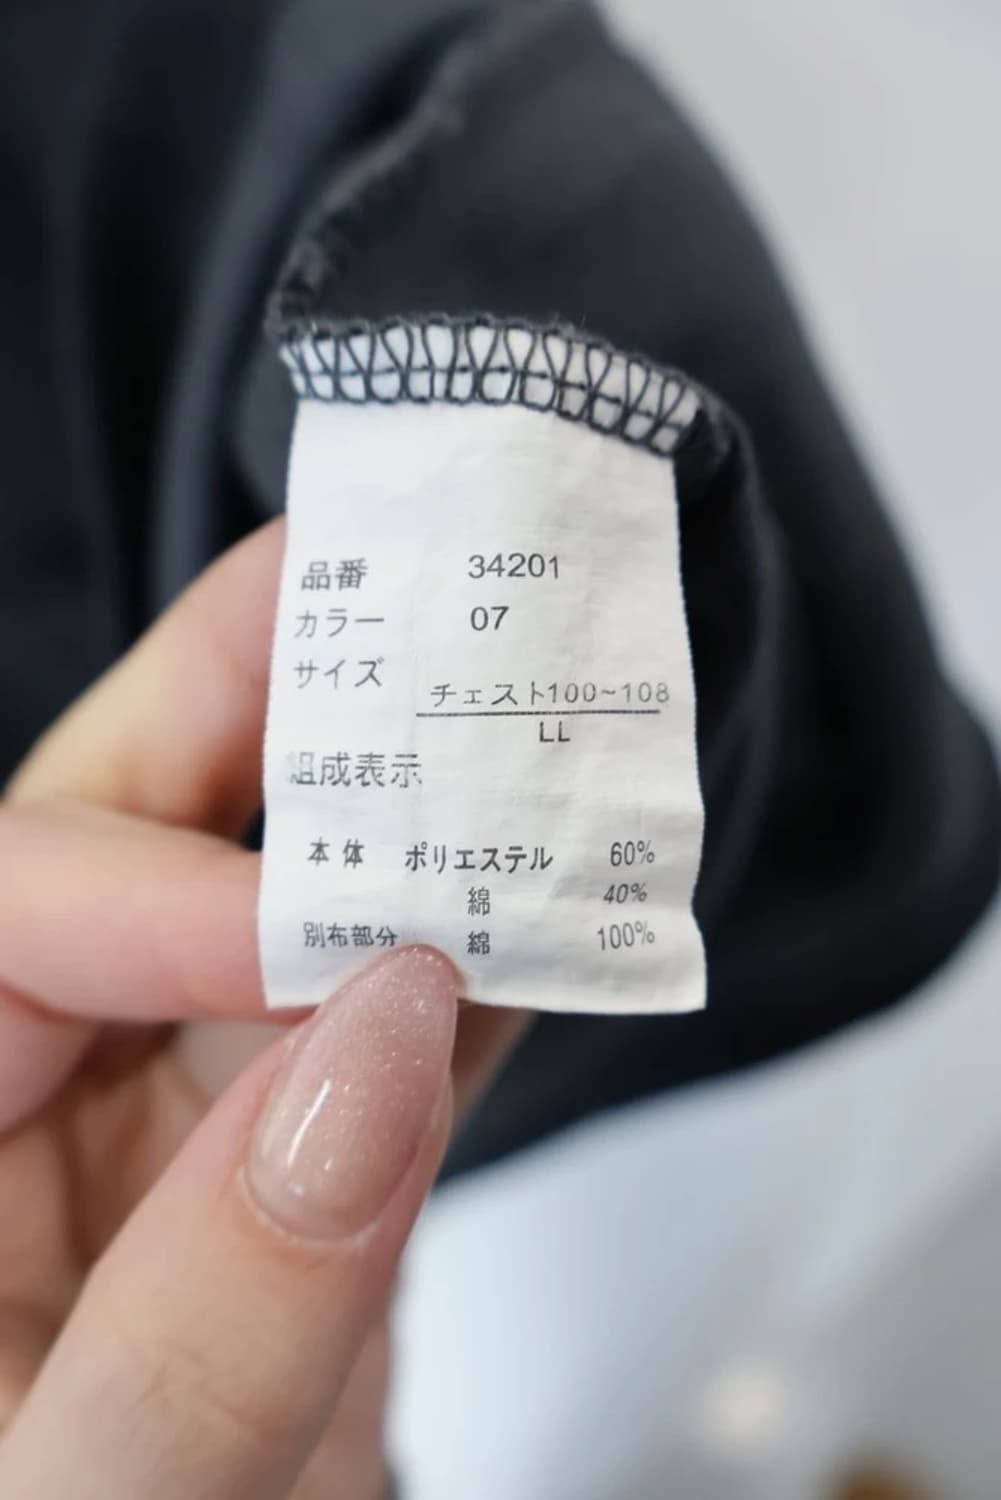 品番 34201
カラー 07
サイズ チェスト100~108
LL
組成表示
本体 ポリエステル 60%
綿 40%
別布部分 綿 100%